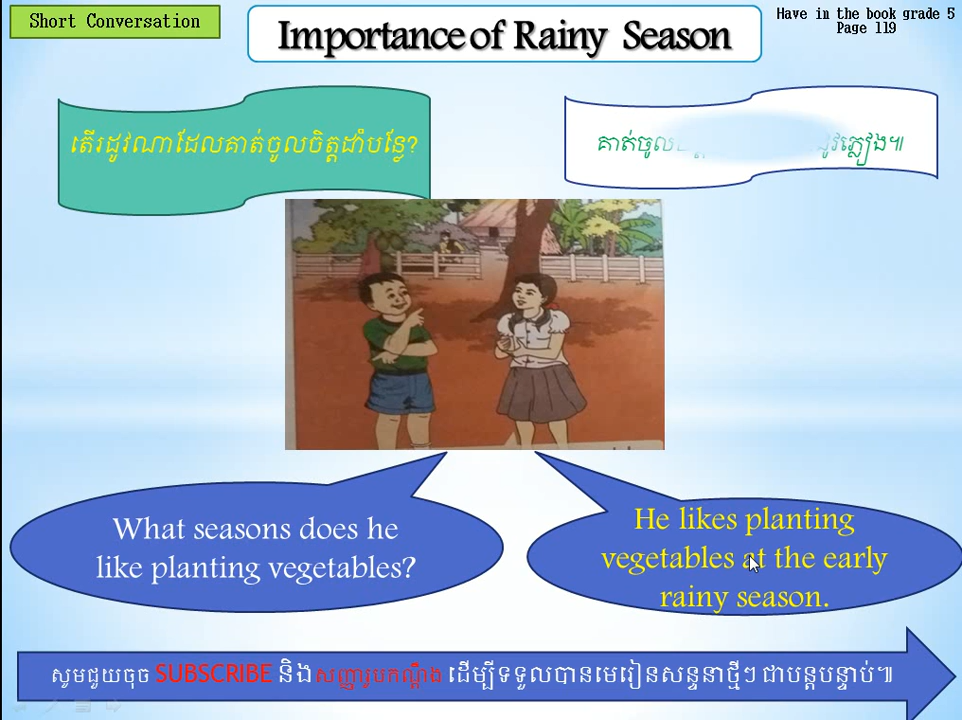 Short Conversation
Importance of Rainy Season
Have in the book grade 5
Page 119
តើរដូវណាដែលគាត់ចូលចិត្តដាំបន្លែ?
គាត់ចូល ភ្លៀង៕
What seasons does he
like planting vegetables?
He likes planting
vegetables at the early
rainy season.
សូមជួយចុច SUBSCRIBE និងសញ្ញារូបកណ្ដឹង ដើម្បីទទួលបានមេរៀនសន្ទនាថ្មីៗ ជាបន្តបន្ទាប់៕